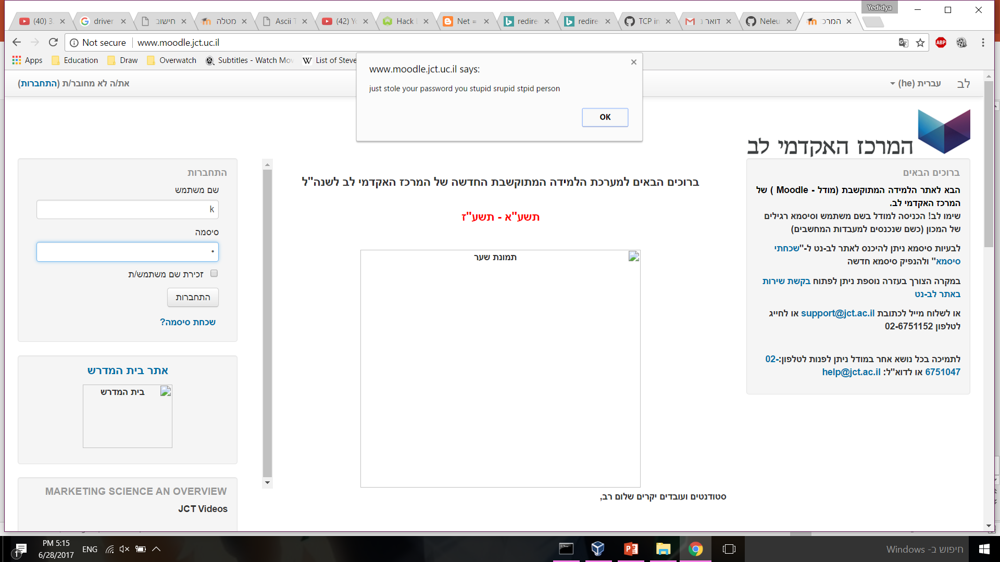 Yedidya
(40) 3.
driver
חישוב
מטלה
Ascii T
(42) Yo
Hack
Net =
redire
redire
TCP in
דואר נ
Neleu
המרכ
Not secure
www.moodle.jct.uc.il
ABP
Apps
Education
Draw
Overwatch
Subtitles - Watch Mov
List of Steve
www.moodle.jct.uc.il says:
just stole your password you stupid srupid stpid person
OK
לב
עברית (he)
את/ה לא מחובר/ת (התחברות)
המרכז האקדמי לב
ברוכים הבאים
הבא לאתר הלמידה המתוקשבת (מודל - Moodle ) של
המרכז האקדמי לב.
שימו לב! הכניסה למודל בשם משתמש וסיסמא רגילים
של המכון (כשם שנכנסים למעבדות המחשבים)
לבעיות סיסמא ניתן להיכנס לאתר לב-נט ל-"שכחתי
סיסמא" ולהנפיק סיסמא חדשה
במקרה הצורך בעזרה נוספת ניתן לפתוח בקשת שירות
באתר לב-נט
או לשלוח מייל לכתובת support@jct.ac.il או לחייג
לטלפון 02-6751152
לתמיכה בכל נושא אחר במודל ניתן לפנות לטלפון:02-
6751047 או לדוא"ל: help@jct.ac.il
ברוכים הבאים למערכת הלמידה המתוקשבת החדשה של המרכז האקדמי לב לשנה"ל
תשע"א - תשע"ז
תמונת שער
סטודנטים ועובדים יקרים שלום רב,
התחברות
שם משתמש
k
סיסמה
•
זכירת שם משתמש/ת
התחברות
שכחת סיסמה?
אתר בית המדרש
בית המדרש
MARKETING SCIENCE AN OVERVIEW
JCT Videos
1
PM 5:15
6/28/2017
ENG
חיפוש ב- Windows